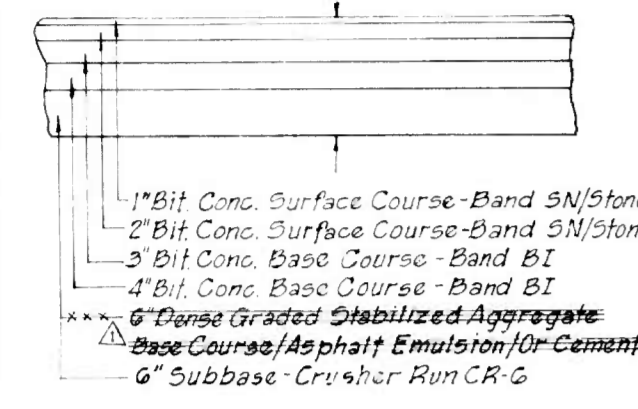 1" Bit. Conc. Surface Course-Band SN/Stone
2" Bit. Conc. Surface Course-Band SN/Ston
3" Bit. Conc. Base Course - Band BI
4" Bit. Conc. Base Course - Band BI
x x x 6" Dense Graded Stabilized Aggregate
1 Base Course/Asphalt Emulsion/Or Cement
6" Subbase - Crusher Run CR-6